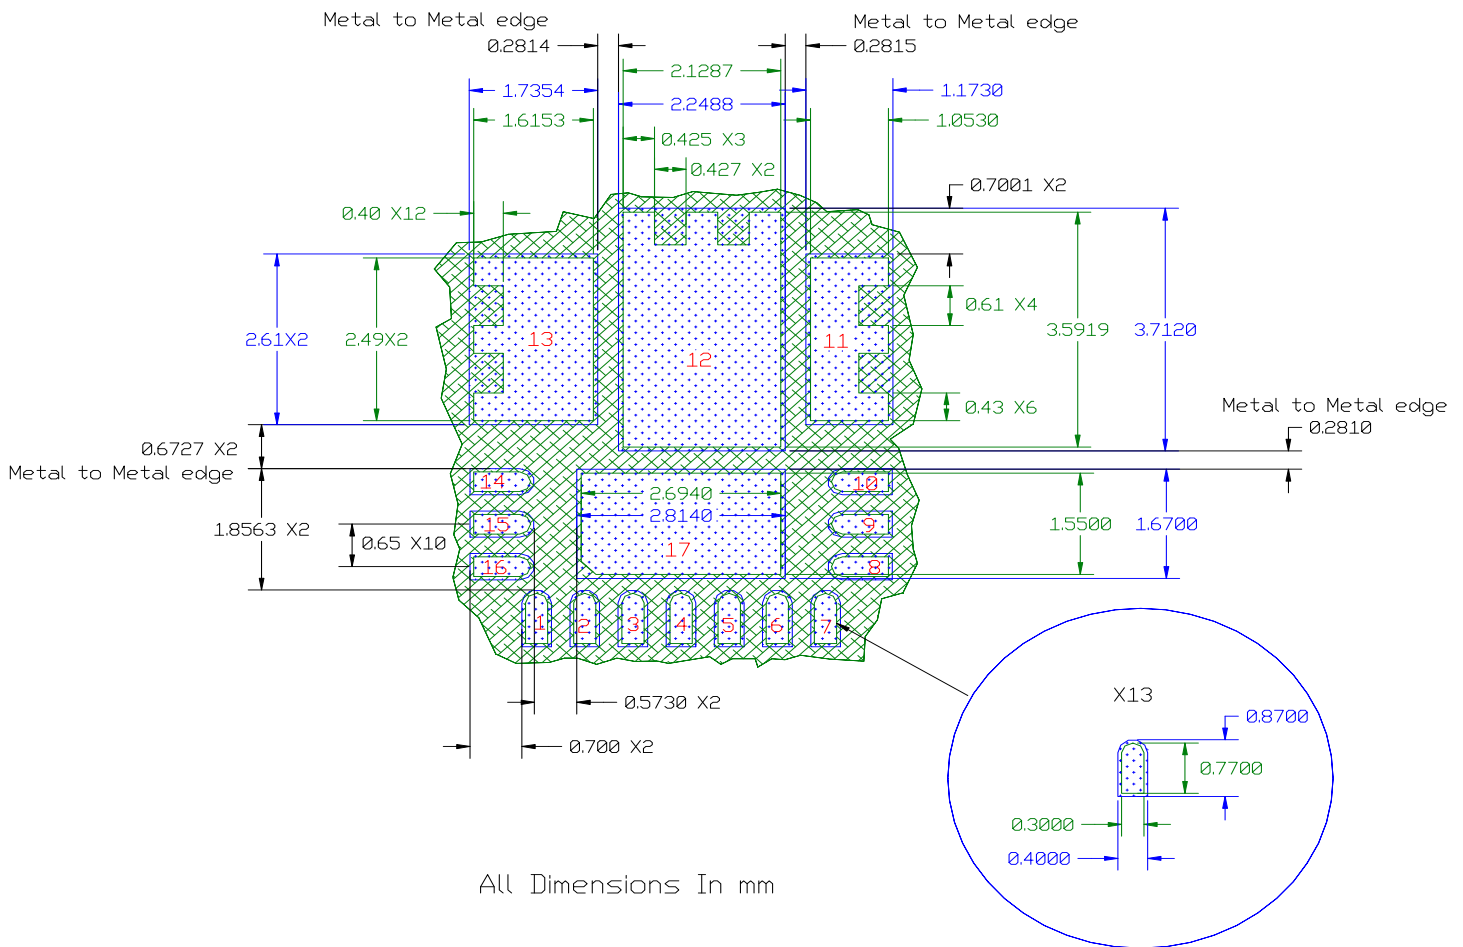 Metal to Metal edge
Metal to Metal edge
0.2814
0.2815
2.1287
1.7354
2.2488
1.1730
1.6153
1.0530
0.425 X3
0.427 X2
0.7001 X2
0.40 X12
0.61 X4
2.61X2
2.49X2
13
12
11
3.5919
3.7120
0.43 X6
Metal to Metal edge
0.2810
0.6727 X2
Metal to Metal edge
14
10
2.6940
2.8140
1.8563 X2
15
9
1.5500
1.6700
0.65 X10
17
16
8
1
2
3
4
5
6
7
0.5730 X2
0.700 X2
X13
0.8700
0.7700
0.3000
0.4000
All Dimensions In mm